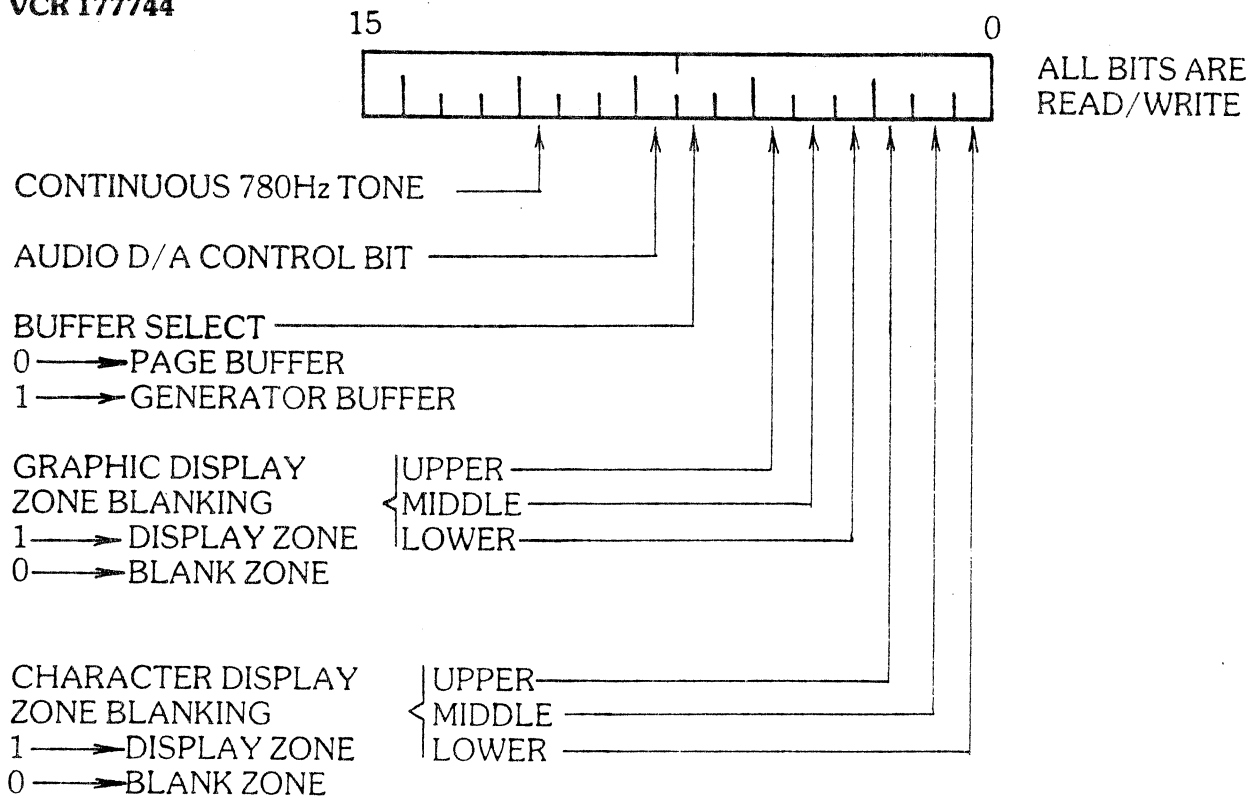 VCR 177744
15 0
ALL BITS ARE
READ/WRITE
CONTINUOUS 780Hz TONE
AUDIO D/A CONTROL BIT
BUFFER SELECT
0 → PAGE BUFFER
1 → GENERATOR BUFFER
GRAPHIC DISPLAY UPPER
ZONE BLANKING MIDDLE
1 → DISPLAY ZONE LOWER
0 → BLANK ZONE
CHARACTER DISPLAY UPPER
ZONE BLANKING MIDDLE
1 → DISPLAY ZONE LOWER
0 → BLANK ZONE